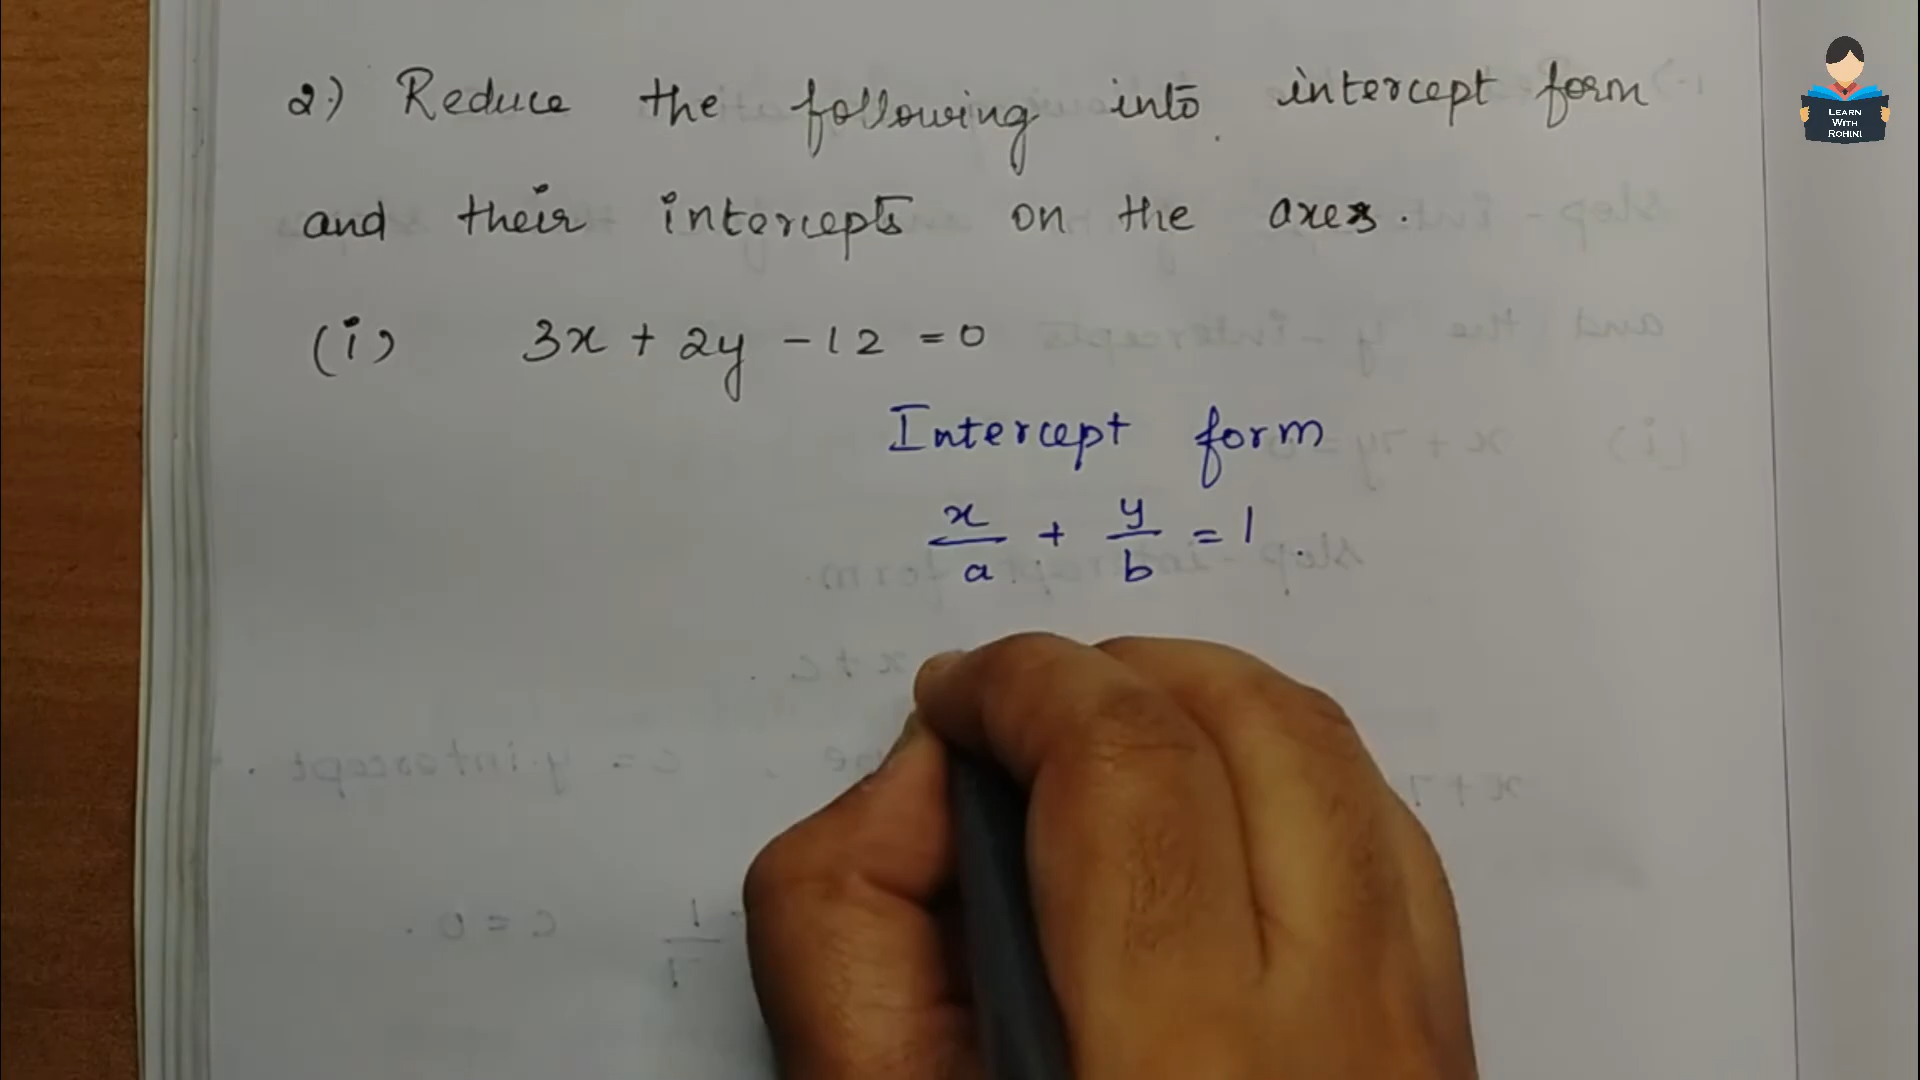 2.) Reduce the following into intercept form
and their intercepts on the axes.
(i) 3x + 2y - 12 = 0
Intercept form
x/a + y/b = 1
LEARN
WITH
ROHINI